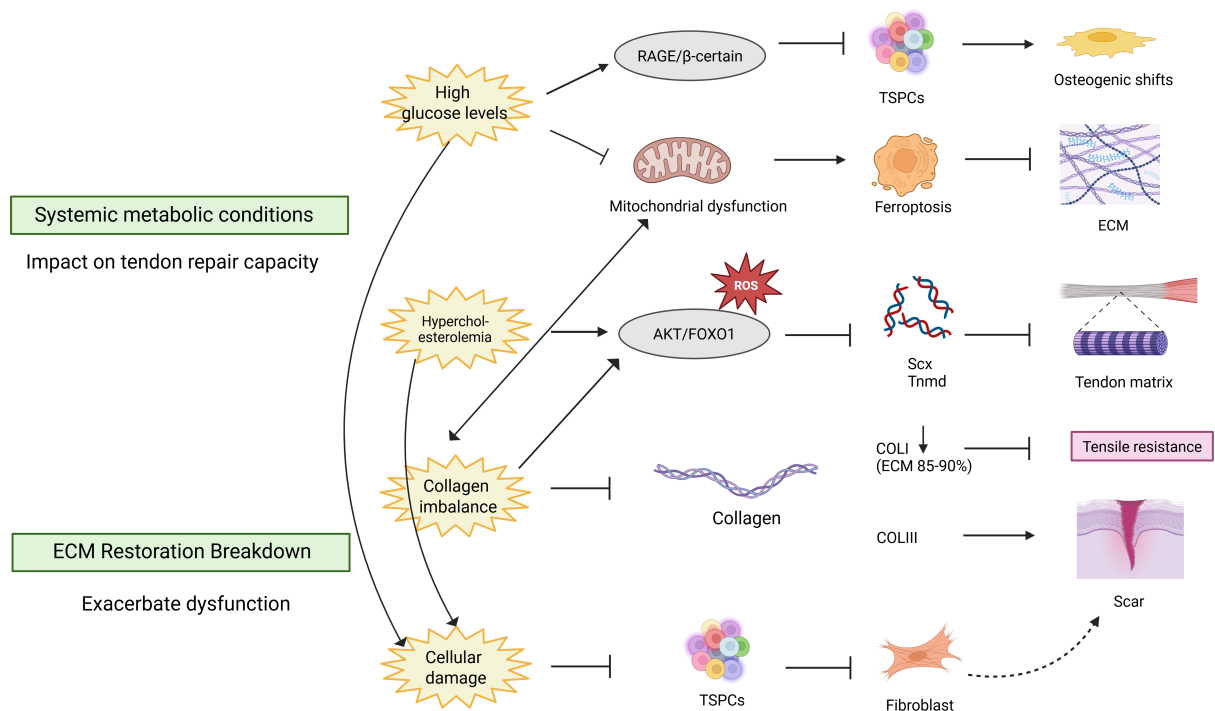 Systemic metabolic conditions
Impact on tendon repair capacity
ECM Restoration Breakdown
Exacerbate dysfunction
High
glucose levels
RAGE/β-certain
TSPCs
Osteogenic shifts
Mitochondrial dysfunction
Ferroptosis
ECM
Hyperchol-
esterolemia
ROS
AKT/FOXO1
Scx
Tnmd
Tendon matrix
Collagen
imbalance
Collagen
COLI
(ECM 85-90%)
Tensile resistance
COLIII
Scar
Cellular
damage
TSPCs
Fibroblast